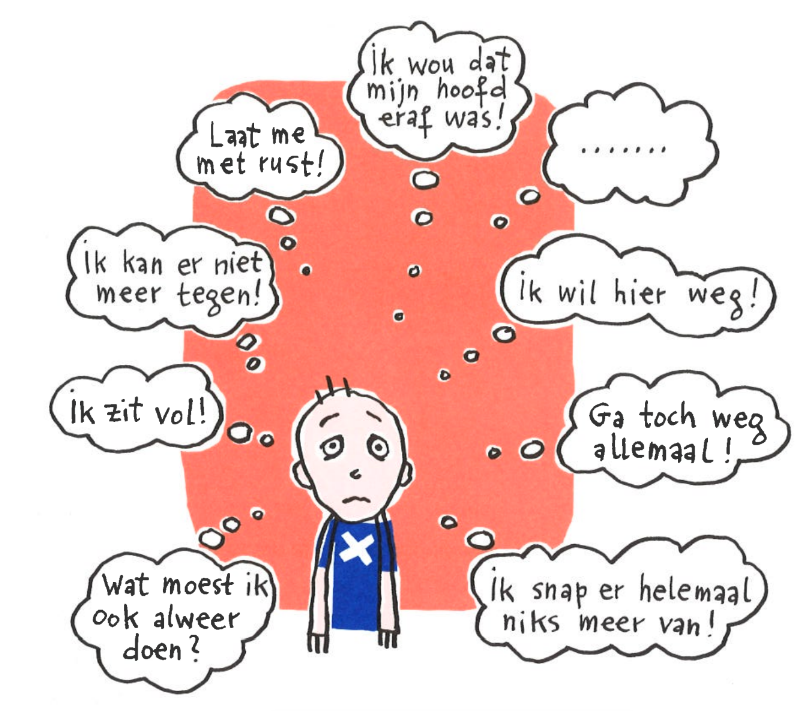 ik wou dat
mijn hoofd
eraf was!
Laat me
met rust!
.......
ik kan er niet
meer tegen!
ik wil hier weg!
ik zit vol!
Ga toch weg
allemaal!
Wat moest ik
ook alweer
doen?
ik snap er helemaal
niks meer van!